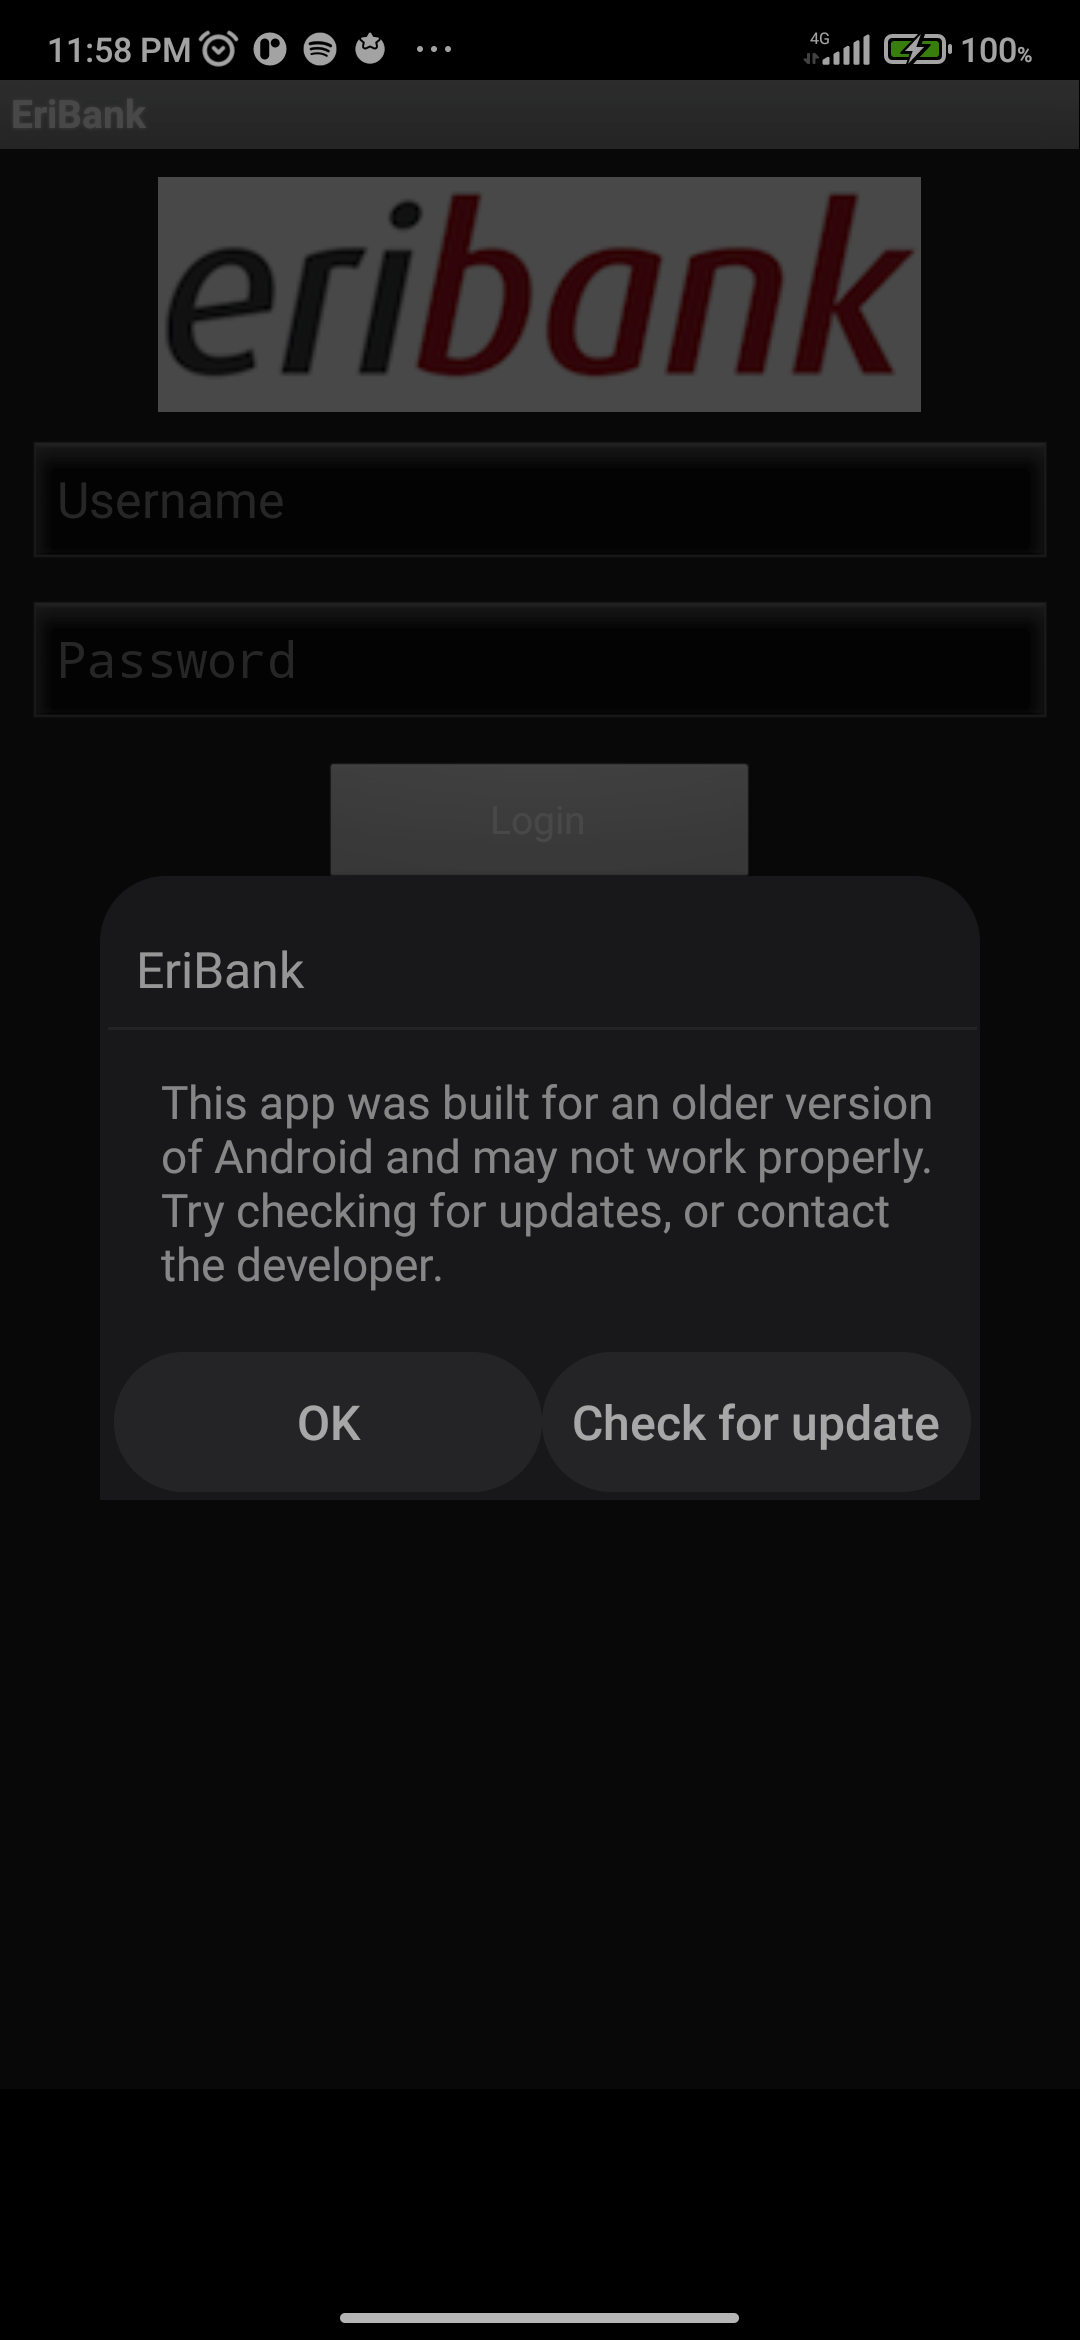 11:58 PM
4G
100%
EriBank
eribank
Username
Password
Login
EriBank
This app was built for an older version
of Android and may not work properly.
Try checking for updates, or contact
the developer.
OK
Check for update